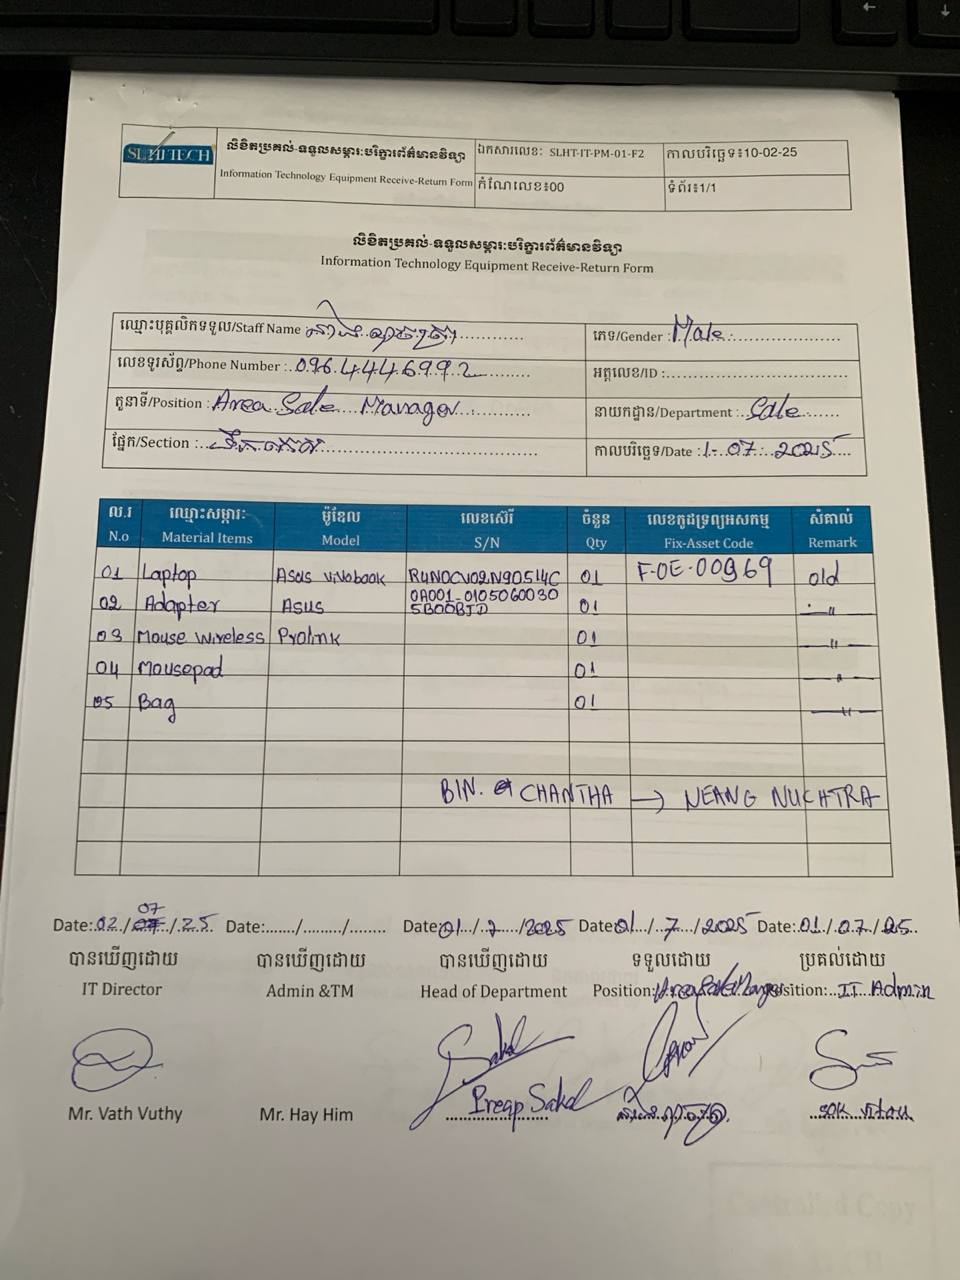 SLHI TECH
លិខិតប្រគល់-ទទួលសម្ភារៈបរិក្ខារព័ត៌មានវិទ្យា
Information Technology Equipment Receive-Return Form
ឯកសារលេខ: SLHT-IT-PM-01-F2
កាលបរិច្ឆេទ៖10-02-25
កំណែលេខ៖00
ទំព័រ៖1/1
លិខិតប្រគល់-ទទួលសម្ភារៈបរិក្ខារព័ត៌មានវិទ្យា
Information Technology Equipment Receive-Return Form
ឈ្មោះបុគ្គលិកទទួល/Staff Name
ភេទ/Gender : Male
លេខទូរស័ព្ទ/Phone Number : 096.4446992
អត្តលេខ/ID :
តួនាទី/Position : Area Sale Manager
នាយកដ្ឋាន/Department : Sale
ផ្នែក/Section :
កាលបរិច្ឆេទ/Date : 1-07-2025
ល.រ ឈ្មោះសម្ភារៈ ម៉ូឌែល លេខស៊េរី ចំនួន លេខកូដទ្រព្យអសកម្ម សំគាល់
N.o Material Items Model S/N Qty Fix-Asset Code Remark
01 Laptop Asus vivobook R4N0CV02N90514C 01 F-OE-00969 old
02 Adapter Asus 0A001-0105060030 01 "
5B00BJD
03 Mouse wireless Prolink 01 "
04 Mousepad 01 "
05 Bag 01 "
BIN. CHANTHA → NEANG NUCHTRA
Date: 02/07/25 Date:....../......./....... Date: 01/7/2025 Date: 01/7/2025 Date: 01/07/25
បានឃើញដោយ បានឃើញដោយ បានឃើញដោយ ទទួលដោយ ប្រគល់ដោយ
IT Director Admin &TM Head of Department Position: Area Sale Manager Position: IT Admin
Sakol
Mr. Vath Vuthy Mr. Hay Him Preap Sakol SOK